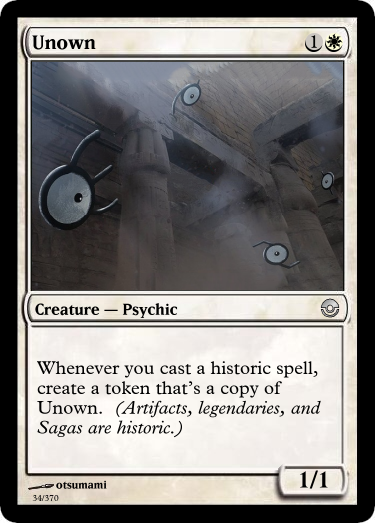 Unown 1
Creature — Psychic
Whenever you cast a historic spell,
create a token that's a copy of
Unown. (Artifacts, legendaries, and
Sagas are historic.)
otsumami
34/370
1/1